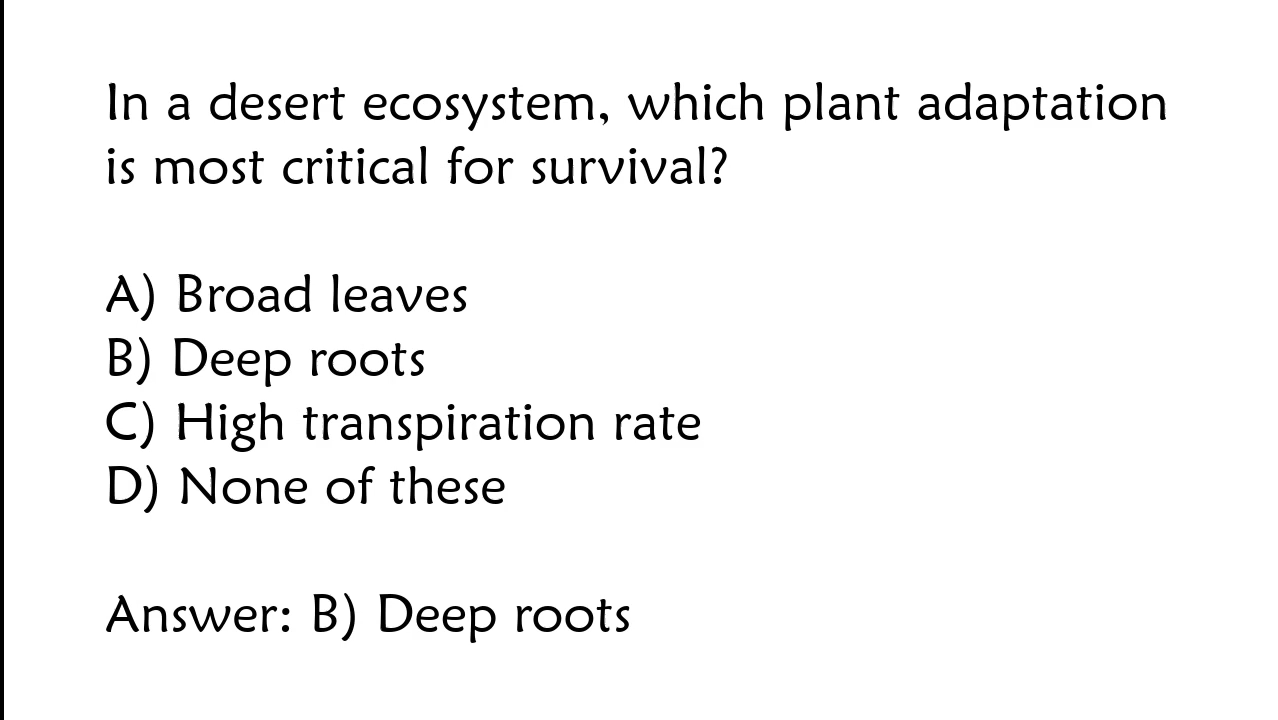 In a desert ecosystem, which plant adaptation
is most critical for survival?
A) Broad leaves
B) Deep roots
C) High transpiration rate
D) None of these
Answer: B) Deep roots